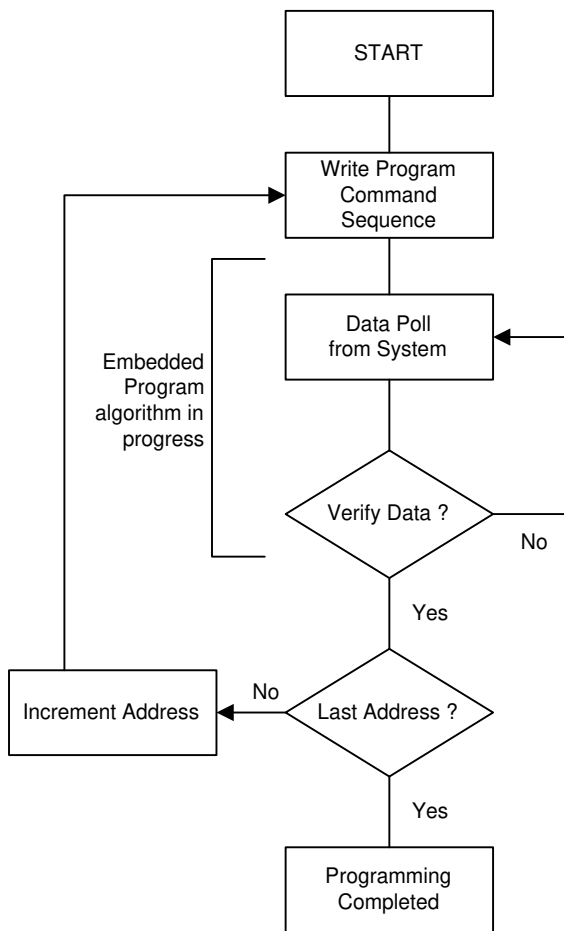 START
Write Program
Command
Sequence
Data Poll
from System
Embedded
Program
algorithm in
progress
Verify Data ?
No
Yes
No
Increment Address
Last Address ?
Yes
Programming
Completed